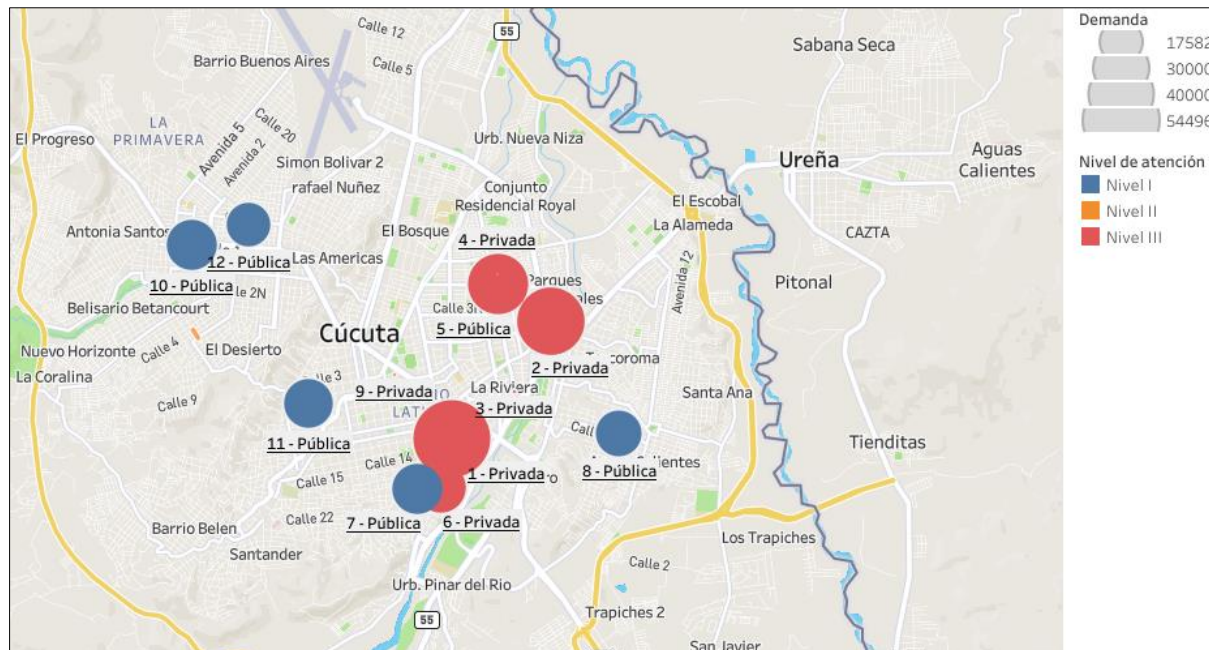 Calle 12
55
Sabana Seca
Barrio Buenos Aires
Calle 5
LA
PRIMAVERA
Calle 20
Avenida 5
Avenida 2
El Progreso
Urb. Nueva Niza
Ureña
Aguas
Calientes
Simon Bolivar 2
rafael Nuñez
Conjunto
Residencial Royal
El Escobal
La Alameda
Antonia Santos
El Bosque
4 - Privada
CAZTA
12 - Pública
Las Americas
10 - Pública
Parques
Avenida 12
Pitonal
Belisario Betancourt
Calle 3N
5 - Pública
Cúcuta
Nuevo Horizonte
Calle 4
El Desierto
2 - Privada
La Coralina
9 - Privada
La Riviera
Santa Ana
Calle 9
3 - Privada
11 - Pública
Calle 14
Tienditas
1 - Privada
8 - Pública
Calle 15
7 - Pública
6 - Privada
Barrio Belen
Calle 22
Santander
Los Trapiches
Urb. Pinar del Rio
Calle 2
55
Trapiches 2
San Javier
Demanda
17582
30000
40000
54496
Nivel de atención
Nivel I
Nivel II
Nivel III